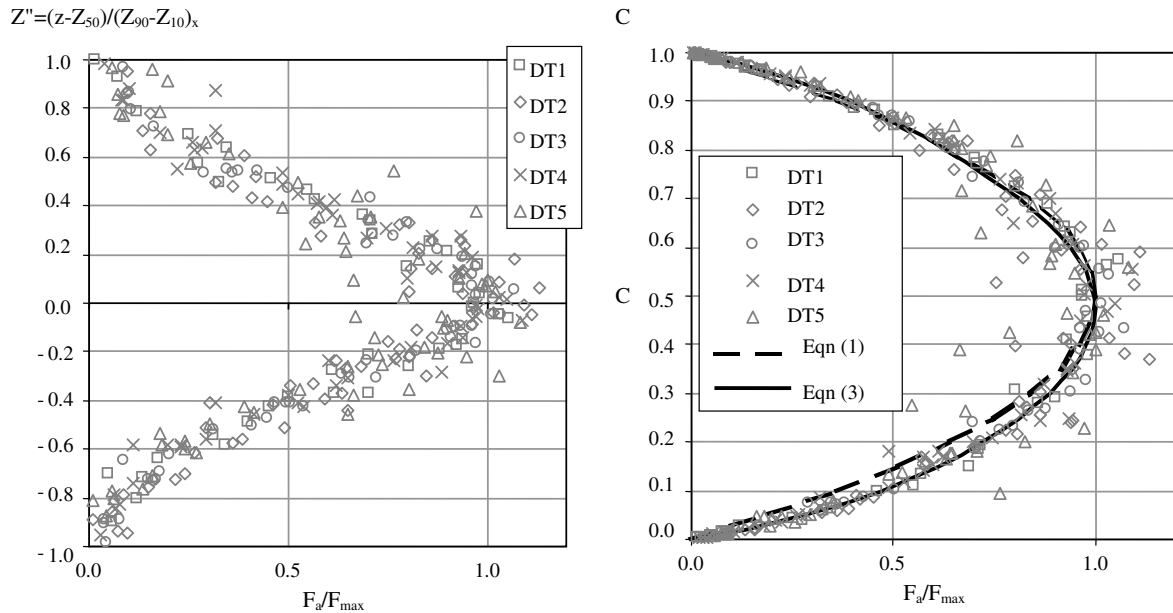 Z"=(z-Z50)/(Z90-Z10)x
1.0
0.8
0.6
0.4
0.2
0.0
- 0.2
- 0.4
- 0.6
- 0.8
- 1.0
0.0 0.5 1.0
Fa/Fmax
DT1
DT2
DT3
DT4
DT5
C
1.0
0.9
0.8
0.7
0.6
C
0.5
0.4
0.3
0.2
0.1
0.0
0.0 0.5 1.0
Fa/Fmax
DT1
DT2
DT3
DT4
DT5
Eqn (1)
Eqn (3)